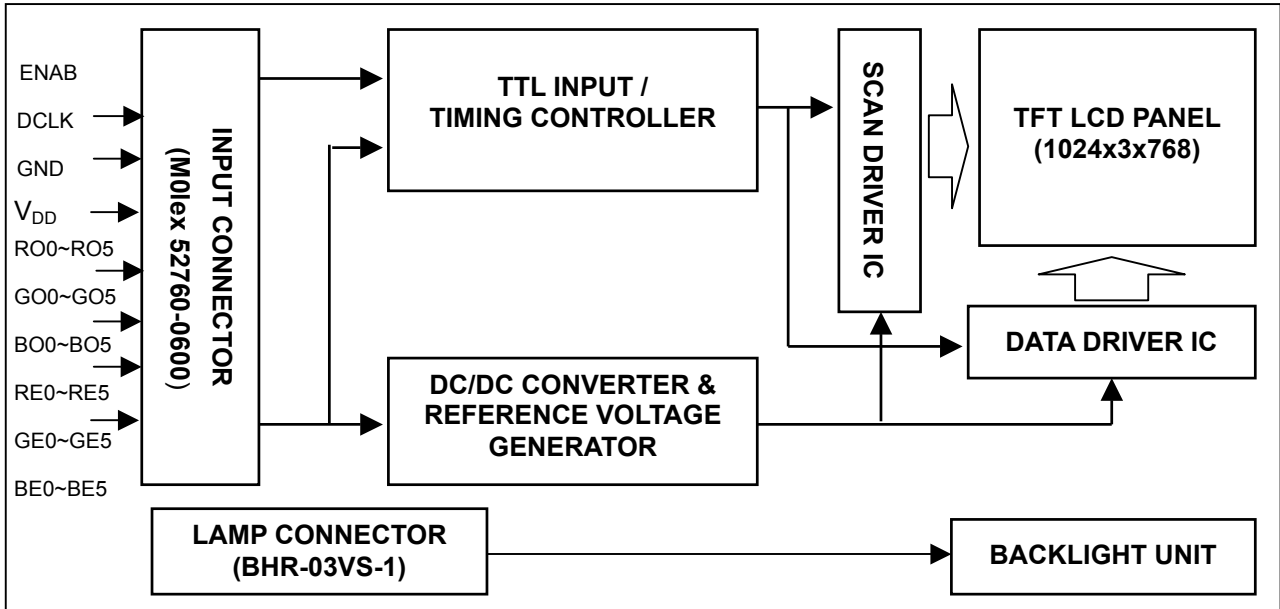 ENAB
DCLK
GND
VDD
RO0~RO5
GO0~GO5
BO0~BO5
RE0~RE5
GE0~GE5
BE0~BE5
INPUT CONNECTOR
(M0lex 52760-0600)
TTL INPUT /
TIMING CONTROLLER
SCAN DRIVER IC
TFT LCD PANEL
(1024x3x768)
DATA DRIVER IC
DC/DC CONVERTER &
REFERENCE VOLTAGE
GENERATOR
LAMP CONNECTOR
(BHR-03VS-1)
BACKLIGHT UNIT